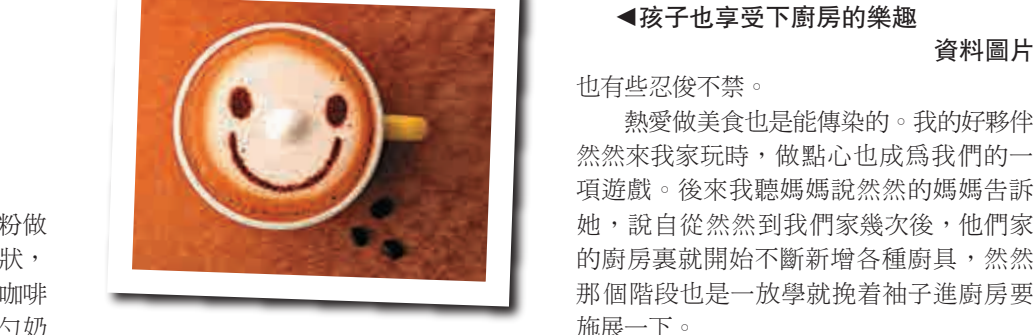 粉做
狀，
咖啡
勺奶
◀孩子也享受下廚房的樂趣
資料圖片
也有些忍俊不禁。
熱愛做美食也是能傳染的。我的好夥伴
然然來我家玩時，做點心也成爲我們的一
項遊戲。後來我聽媽媽說然然的媽媽告訴
她，說自從然然到我們家幾次後，他們家
的廚房裏就開始不斷新增各種廚具，然然
那個階段也是一放學就挽着袖子進廚房要
施展一下。